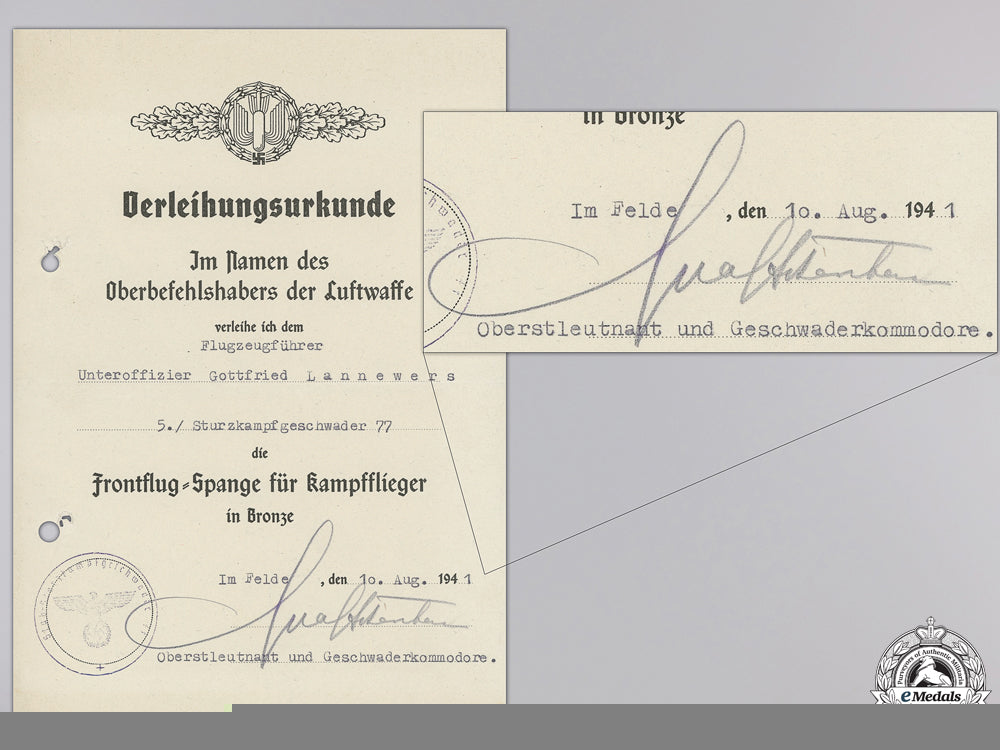 Verleihungsurkunde
Im Namen des
Oberbefehlshabers der Luftwaffe
verleihe ich dem
Flugzeugführer
Unteroffizier Gottfried Lannewers
5./ Sturzkampfgeschwader 77
die
Frontflug-Spange für Kampfflieger
in Bronze
Im Felde, den 10. Aug. 1941
Oberstleutnant und Geschwaderkommodore.
in Bronze
Im Felde, den 10. Aug. 1941
Oberstleutnant und Geschwaderkommodore.
Purveyors of Authentic Militaria
eMedals